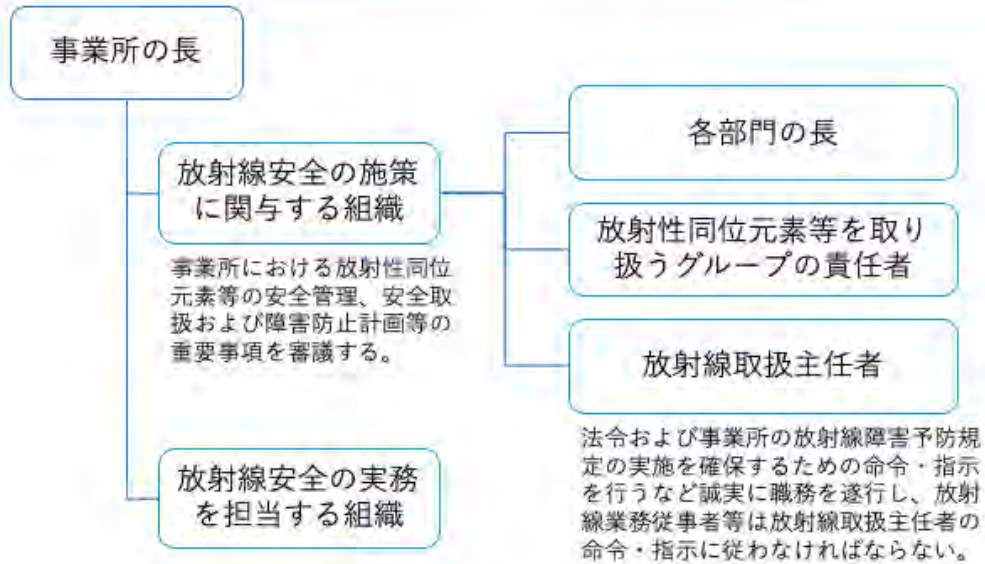 事業所の長
放射線安全の施策
に関与する組織
事業所における放射性同位
元素等の安全管理、安全取
扱および障害防止計画等の
重要事項を審議する。
放射線安全の実務
を担当する組織
各部門の長
放射性同位元素等を取り
扱うグループの責任者
放射線取扱主任者
法令および事業所の放射線障害予防規
定の実施を確保するための命令・指示
を行うなど誠実に職務を遂行し、放射
線業務従事者等は放射線取扱主任者の
命令・指示に従わなければならない。